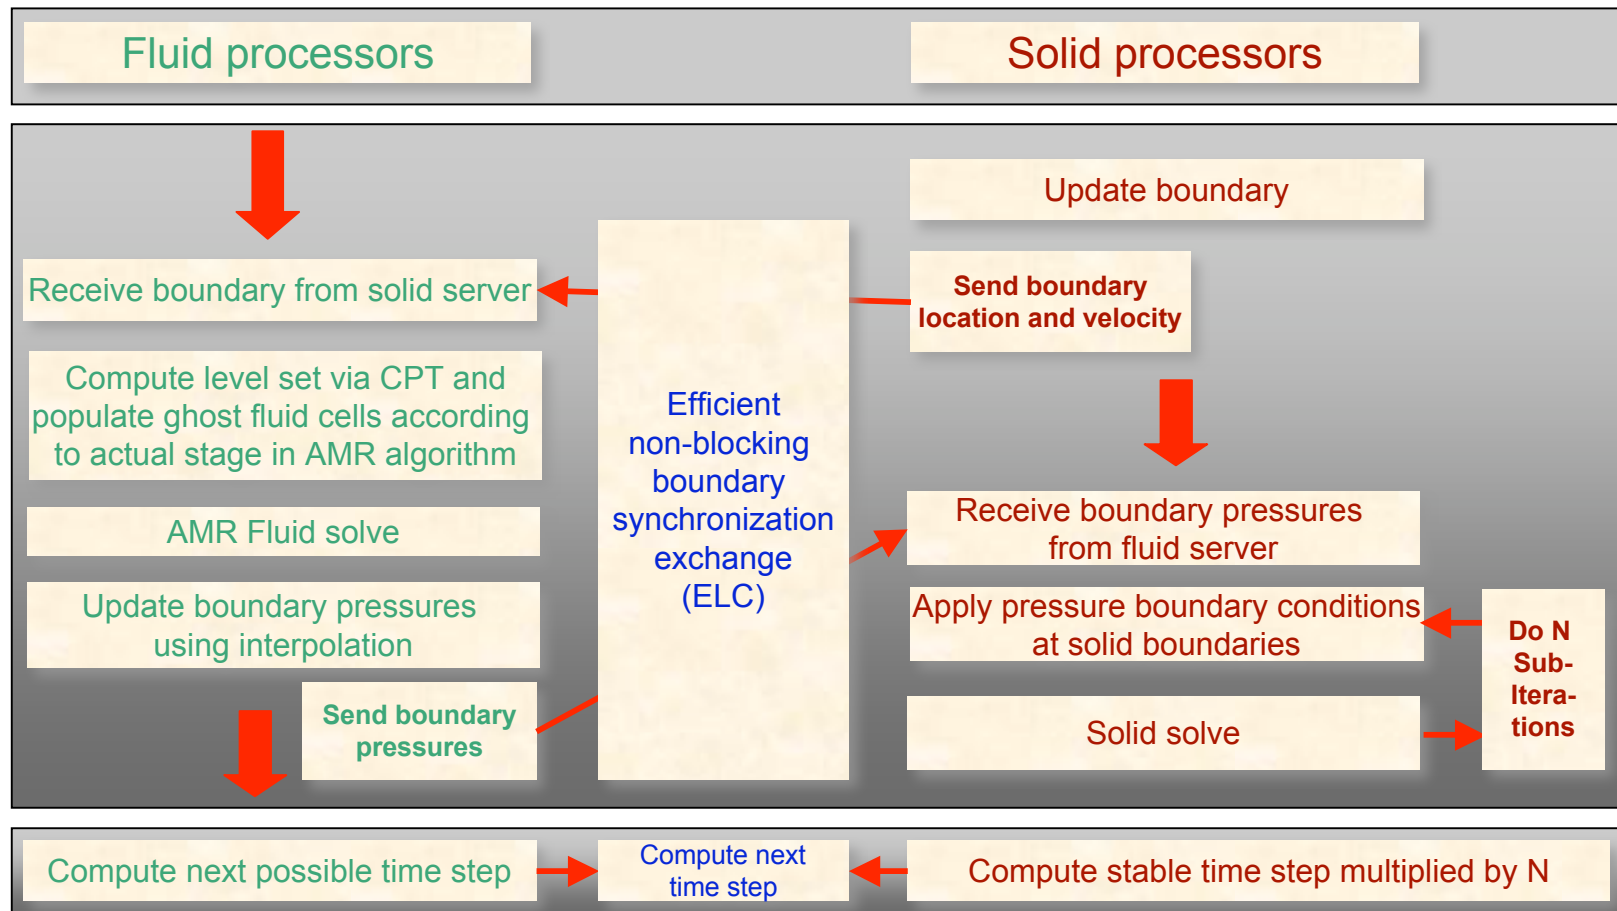 Fluid processors
Solid processors
Update boundary
Receive boundary from solid server
Send boundary
location and velocity
Compute level set via CPT and
populate ghost fluid cells according
to actual stage in AMR algorithm
Efficient
non-blocking
boundary
synchronization
exchange
(ELC)
AMR Fluid solve
Receive boundary pressures
from fluid server
Update boundary pressures
using interpolation
Apply pressure boundary conditions
at solid boundaries
Do N
Sub-
Itera-
tions
Send boundary
pressures
Solid solve
Compute next possible time step
Compute next
time step
Compute stable time step multiplied by N